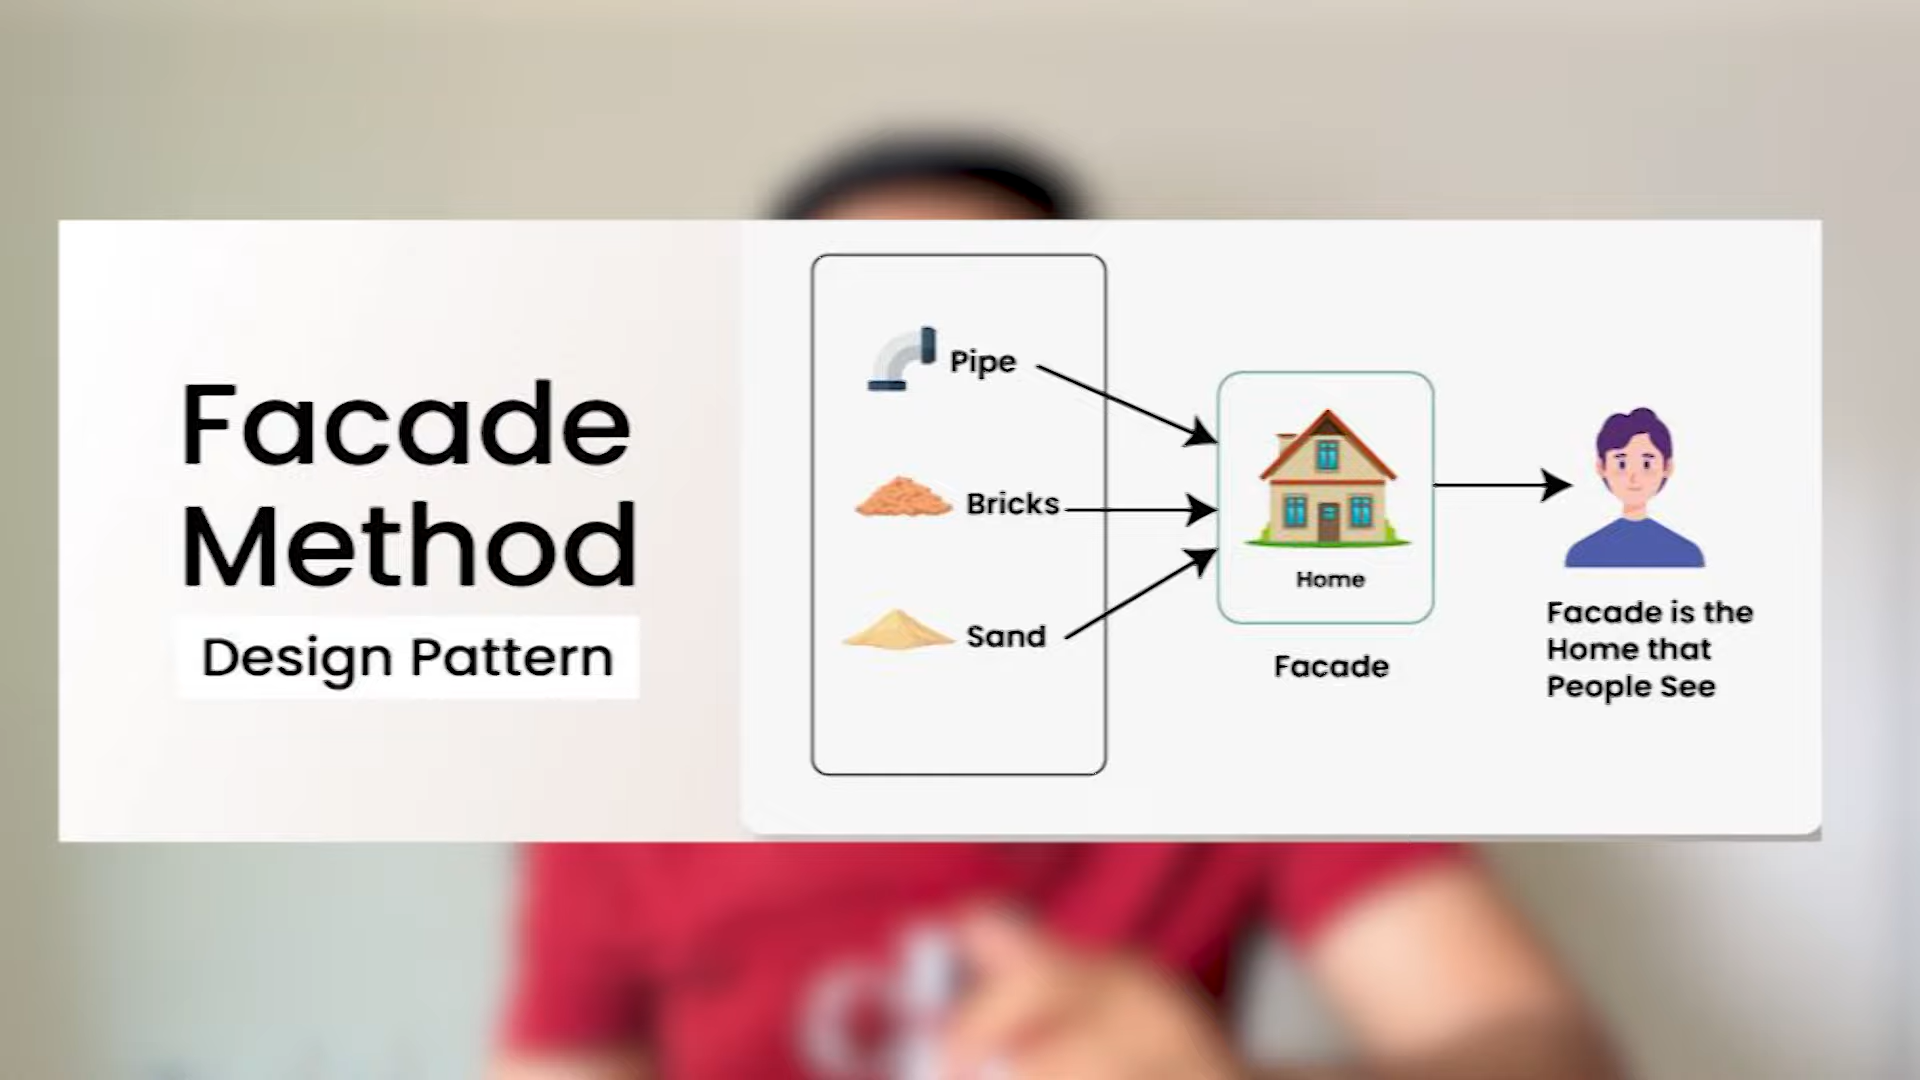 Facade
Method
Design Pattern
Pipe
Bricks
Sand
Home
Facade
Facade is the
Home that
People See